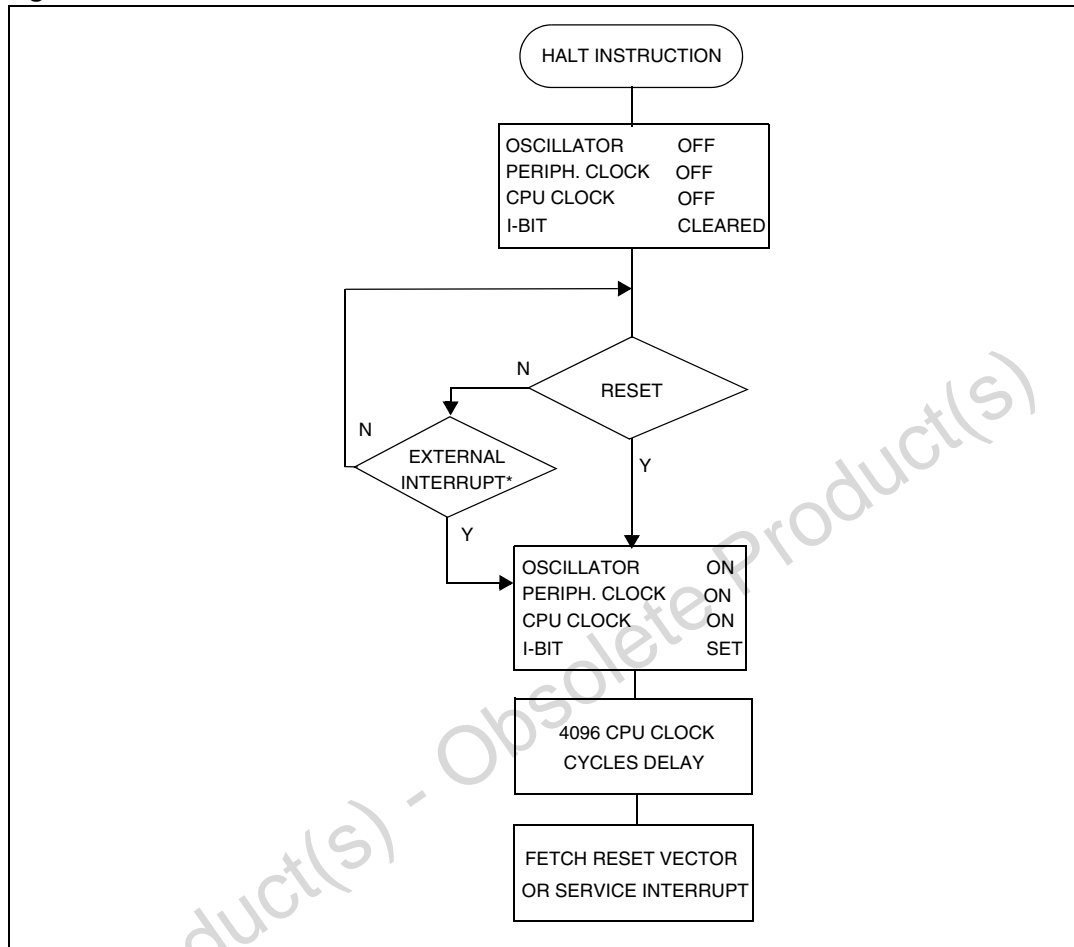 HALT INSTRUCTION
OSCILLATOR OFF
PERIPH. CLOCK OFF
CPU CLOCK OFF
I-BIT CLEARED
N
RESET
N
EXTERNAL
INTERRUPT*
Y
Y
OSCILLATOR ON
PERIPH. CLOCK ON
CPU CLOCK ON
I-BIT SET
4096 CPU CLOCK
CYCLES DELAY
FETCH RESET VECTOR
OR SERVICE INTERRUPT
duct(s) - Obsolete Product(s)